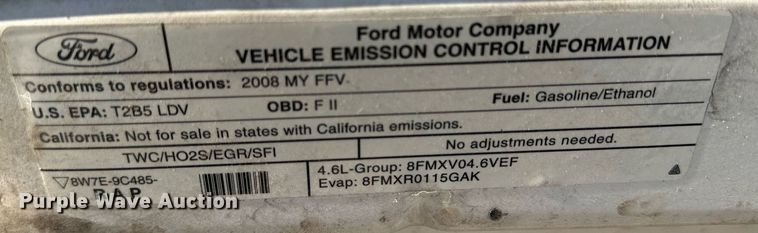 Ford
Ford Motor Company
VEHICLE EMISSION CONTROL INFORMATION
Conforms to regulations: 2008 MY FFV
U.S. EPA: T2B5 LDV OBD: F II Fuel: Gasoline/Ethanol
California: Not for sale in states with California emissions.
TWC/HO2S/EGR/SFI No adjustments needed.
▽8W7E-9C485- 4.6L-Group: 8FMXV04.6VEF
Evap: 8FMXR0115GAK
Purple Wave Auction